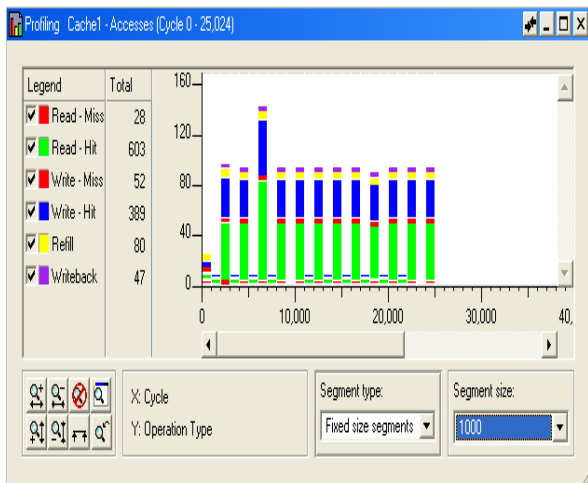 Profiling Cache1 - Accesses (Cycle 0 - 25,024)
Legend Total
Read - Miss 28
Read - Hit 603
Write - Miss 52
Write - Hit 389
Refill 80
Writeback 47
160
120
80
40
0
0 10,000 20,000 30,000 40,
X: Cycle
Y: Operation Type
Segment type:
Fixed size segments
Segment size:
1000